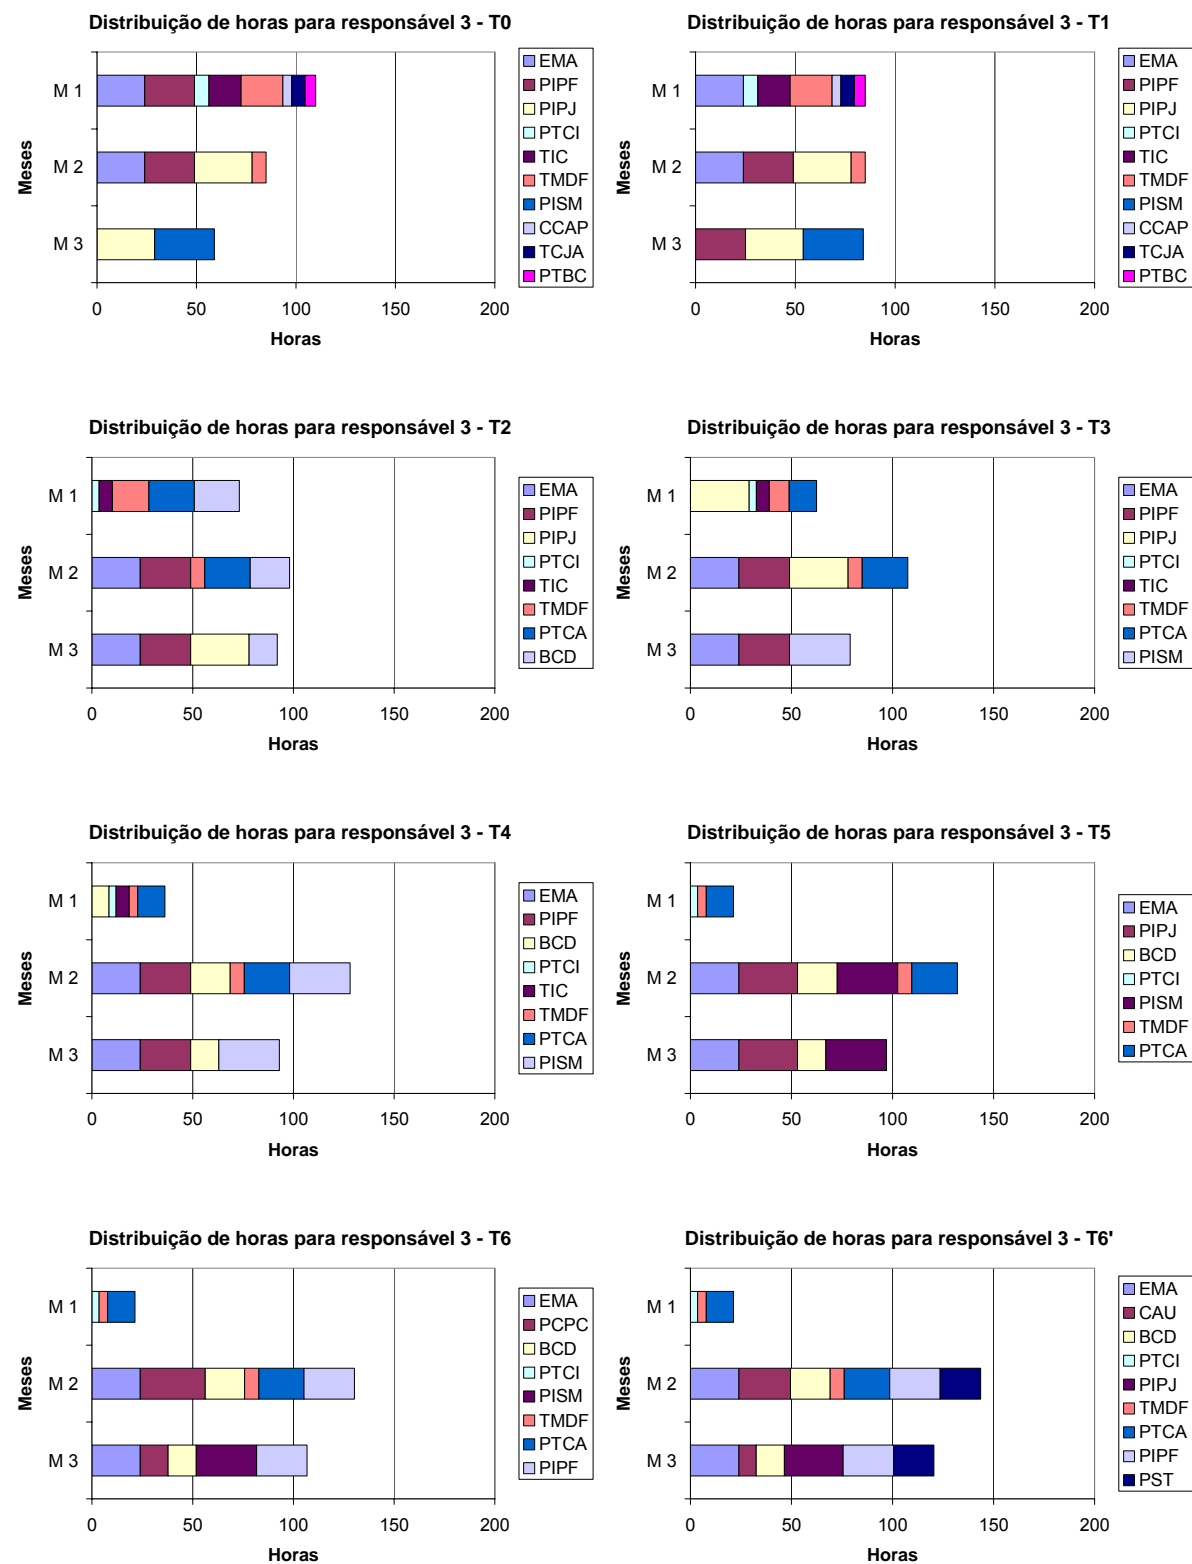 Distribuição de horas para responsável 3 - T0
M 1
M 2
M 3
Meses
0 50 100 150 200
Horas
EMA
PIPF
PIPJ
PTCI
TIC
TMDF
PISM
CCAP
TCJA
PTBC
Distribuição de horas para responsável 3 - T1
M 1
M 2
M 3
Meses
0 50 100 150 200
Horas
EMA
PIPF
PIPJ
PTCI
TIC
TMDF
PISM
CCAP
TCJA
PTBC
Distribuição de horas para responsável 3 - T2
M 1
M 2
M 3
Meses
0 50 100 150 200
Horas
EMA
PIPF
PIPJ
PTCI
TIC
TMDF
PTCA
BCD
Distribuição de horas para responsável 3 - T3
M 1
M 2
M 3
Meses
0 50 100 150 200
Horas
EMA
PIPF
PIPJ
PTCI
TIC
TMDF
PTCA
PISM
Distribuição de horas para responsável 3 - T4
M 1
M 2
M 3
Meses
0 50 100 150 200
Horas
EMA
PIPF
BCD
PTCI
TIC
TMDF
PTCA
PISM
Distribuição de horas para responsável 3 - T5
M 1
M 2
M 3
Meses
0 50 100 150 200
Horas
EMA
PIPJ
BCD
PTCI
PISM
TMDF
PTCA
Distribuição de horas para responsável 3 - T6
M 1
M 2
M 3
Meses
0 50 100 150 200
Horas
EMA
PCPC
BCD
PTCI
PISM
TMDF
PTCA
PIPF
Distribuição de horas para responsável 3 - T6'
M 1
M 2
M 3
Meses
0 50 100 150 200
Horas
EMA
CAU
BCD
PTCI
PIPJ
TMDF
PTCA
PIPF
PST